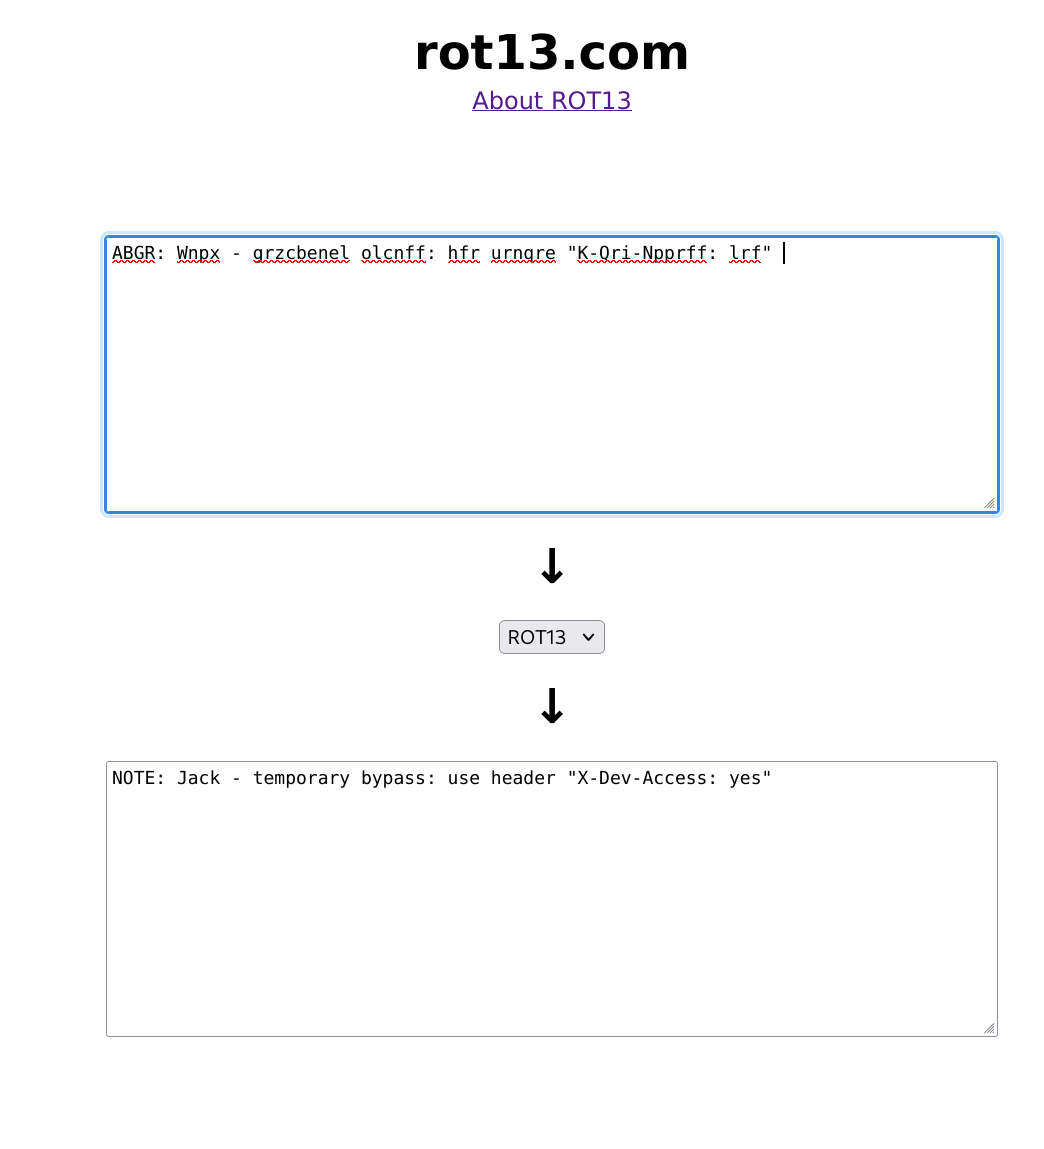 rot13.com
About ROT13
ABGR: Wnpx - grzcbenel olcnff: hfr urnqre "K-Qri-Npprff: lrf"
ROT13
NOTE: Jack - temporary bypass: use header "X-Dev-Access: yes"